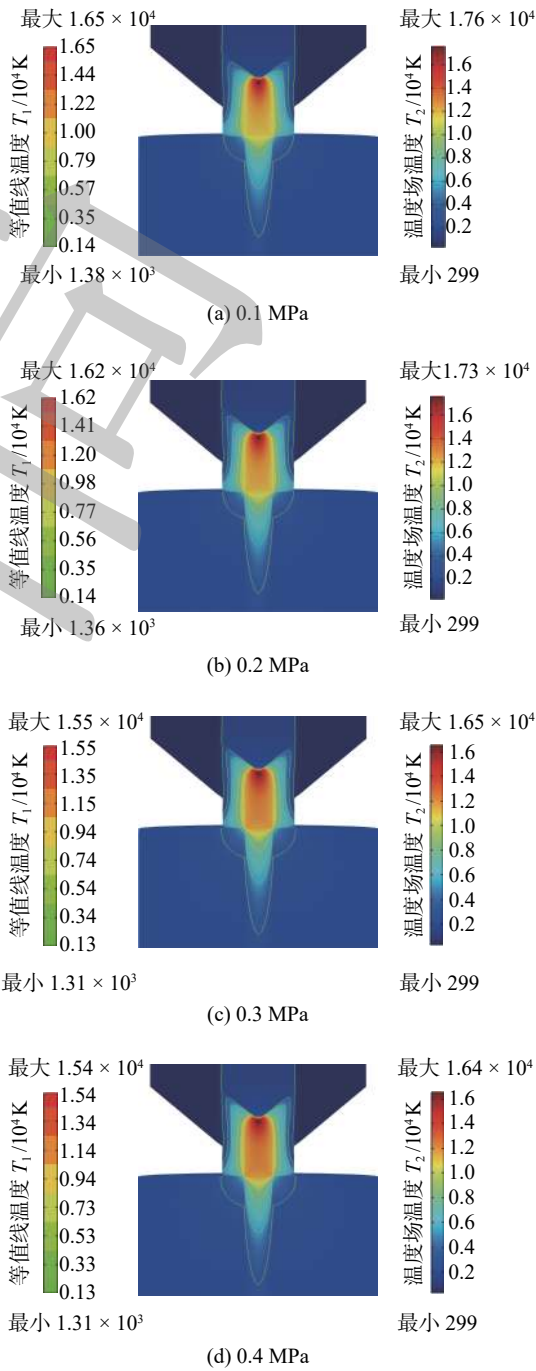 最大 1.65 × 10⁴
最大 1.76 × 10⁴
等值线温度 T₁/10⁴ K
1.65
1.44
1.22
1.00
0.79
0.57
0.35
0.14
温度场温度 T₂/10⁴ K
1.6
1.4
1.2
1.0
0.8
0.6
0.4
0.2
最小 1.38 × 10³
最小 299
(a) 0.1 MPa
最大 1.62 × 10⁴
最大1.73 × 10⁴
等值线温度 T₁/10⁴ K
1.62
1.41
1.20
0.98
0.77
0.56
0.35
0.14
温度场温度 T₂/10⁴ K
1.6
1.4
1.2
1.0
0.8
0.6
0.4
0.2
最小 1.36 × 10³
最小 299
(b) 0.2 MPa
最大 1.55 × 10⁴
最大 1.65 × 10⁴
等值线温度 T₁/10⁴ K
1.55
1.35
1.15
0.94
0.74
0.54
0.34
0.13
温度场温度 T₂/10⁴ K
1.6
1.4
1.2
1.0
0.8
0.6
0.4
0.2
最小 1.31 × 10³
最小 299
(c) 0.3 MPa
最大 1.54 × 10⁴
最大 1.64 × 10⁴
等值线温度 T₁/10⁴ K
1.54
1.34
1.14
0.94
0.73
0.53
0.33
0.13
温度场温度 T₂/10⁴ K
1.6
1.4
1.2
1.0
0.8
0.6
0.4
0.2
最小 1.31 × 10³
最小 299
(d) 0.4 MPa